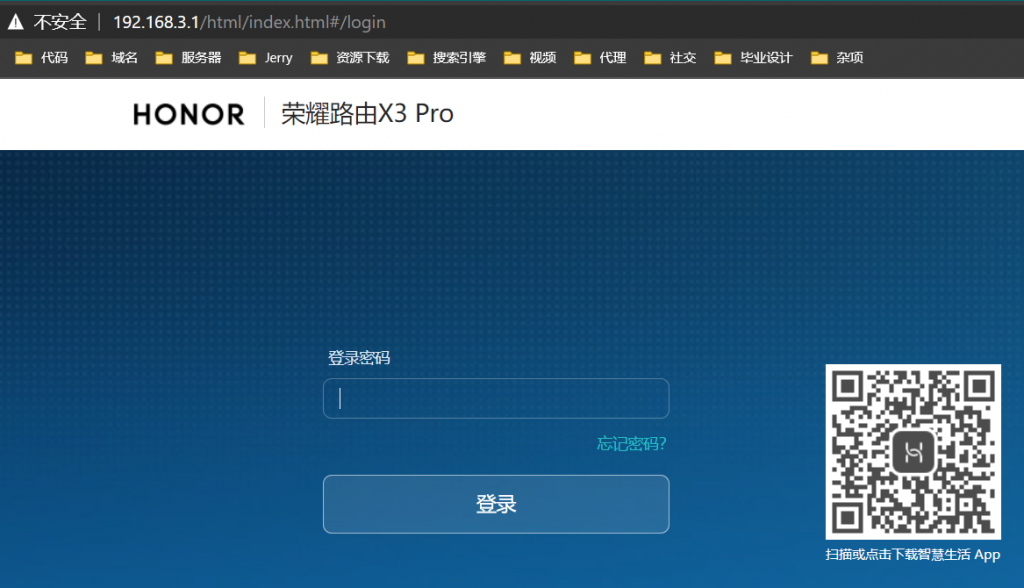 不安全 | 192.168.3.1/html/index.html#/login
代码 域名 服务器 Jerry 资源下载 搜索引擎 视频 代理 社交 毕业设计 杂项
HONOR 荣耀路由X3 Pro
登录密码
忘记密码?
登录
扫描或点击下载智慧生活 App